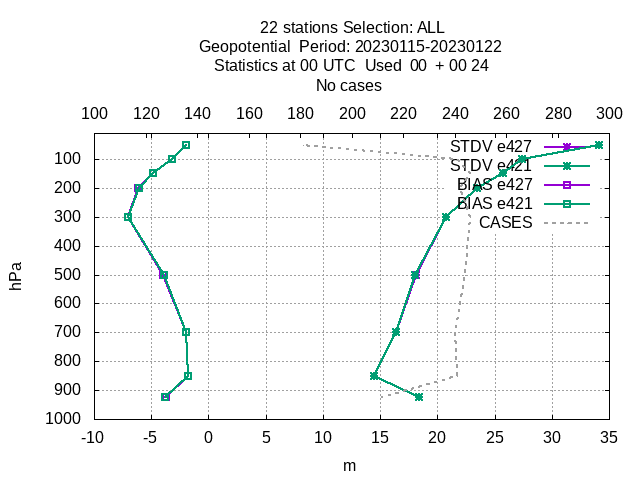 22 stations Selection: ALL
Geopotential  Period: 20230115-20230122
Statistics at 00 UTC  Used  00  + 00 24
No cases
100 120 140 160 180 200 220 240 260 280 300
STDV e427
STDV e421
BIAS e427
BIAS e421
CASES
100
200
300
400
500
600
700
800
900
1000
hPa
-10 -5 0 5 10 15 20 25 30 35
m